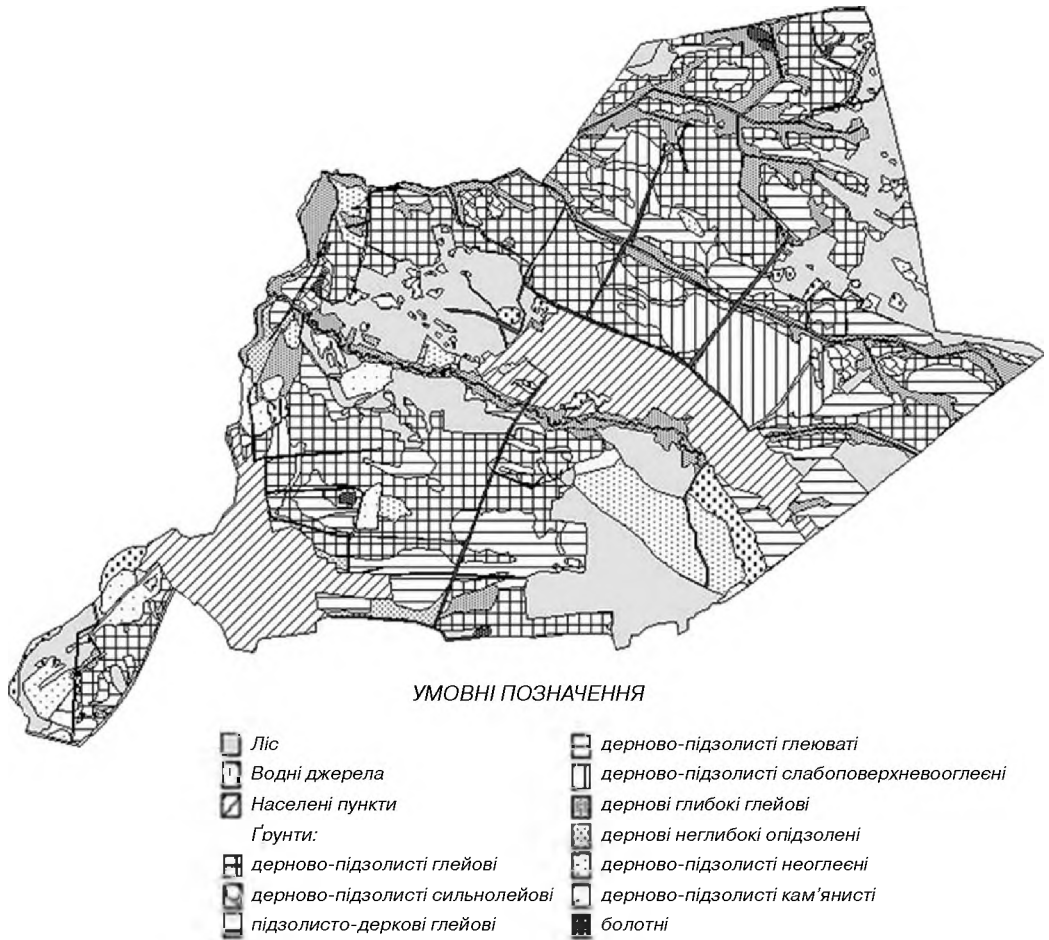 УМОВНІ ПОЗНАЧЕННЯ
Ліс
Водні джерела
Населені пункти
Ґрунти:
дерново-підзолисті глейові
дерново-підзолисті сильнолейові
підзолисто-деркові глейові
дерново-підзолисті глеюваті
дерново-підзолисті слабоповерхневооглеєні
дернові глибокі глейові
дернові неглибокі опідзолені
дерново-підзолисті неоглеєні
дерново-підзолисті кам’янисті
болотні